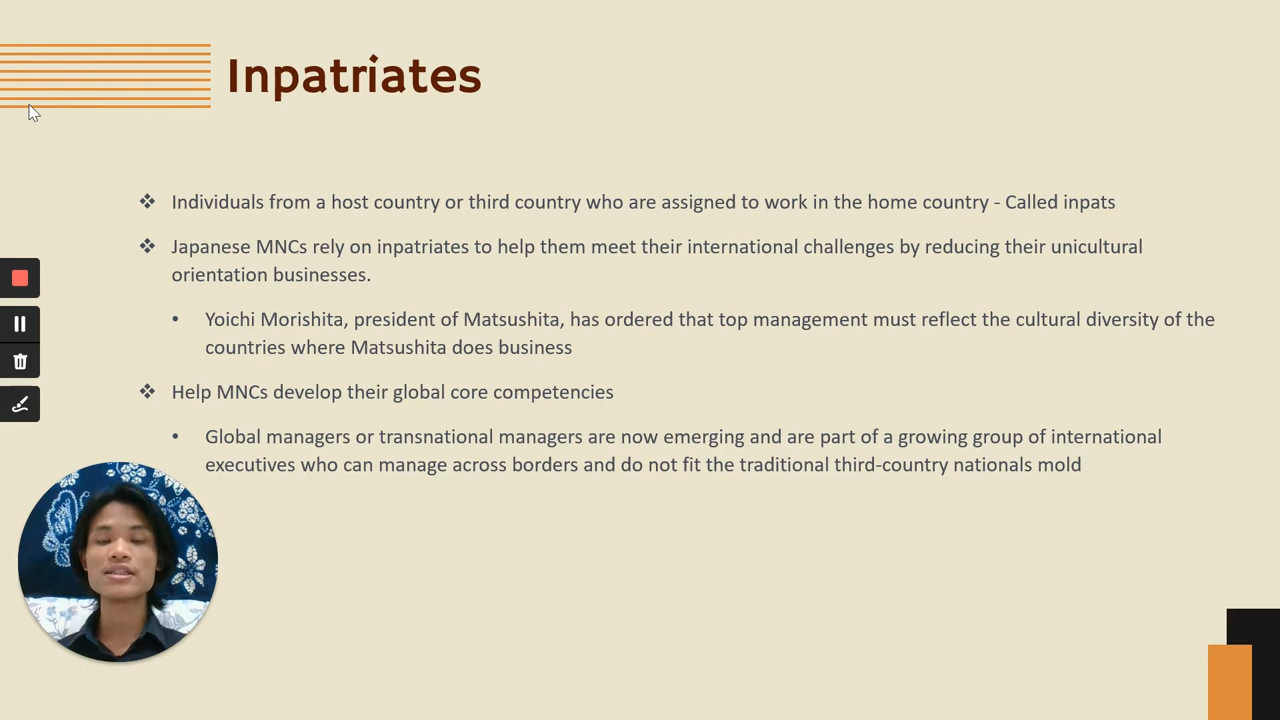 Inpatriates
❖ Individuals from a host country or third country who are assigned to work in the home country - Called inpats
❖ Japanese MNCs rely on inpatriates to help them meet their international challenges by reducing their unicultural
orientation businesses.
• Yoichi Morishita, president of Matsushita, has ordered that top management must reflect the cultural diversity of the
countries where Matsushita does business
❖ Help MNCs develop their global core competencies
• Global managers or transnational managers are now emerging and are part of a growing group of international
executives who can manage across borders and do not fit the traditional third-country nationals mold